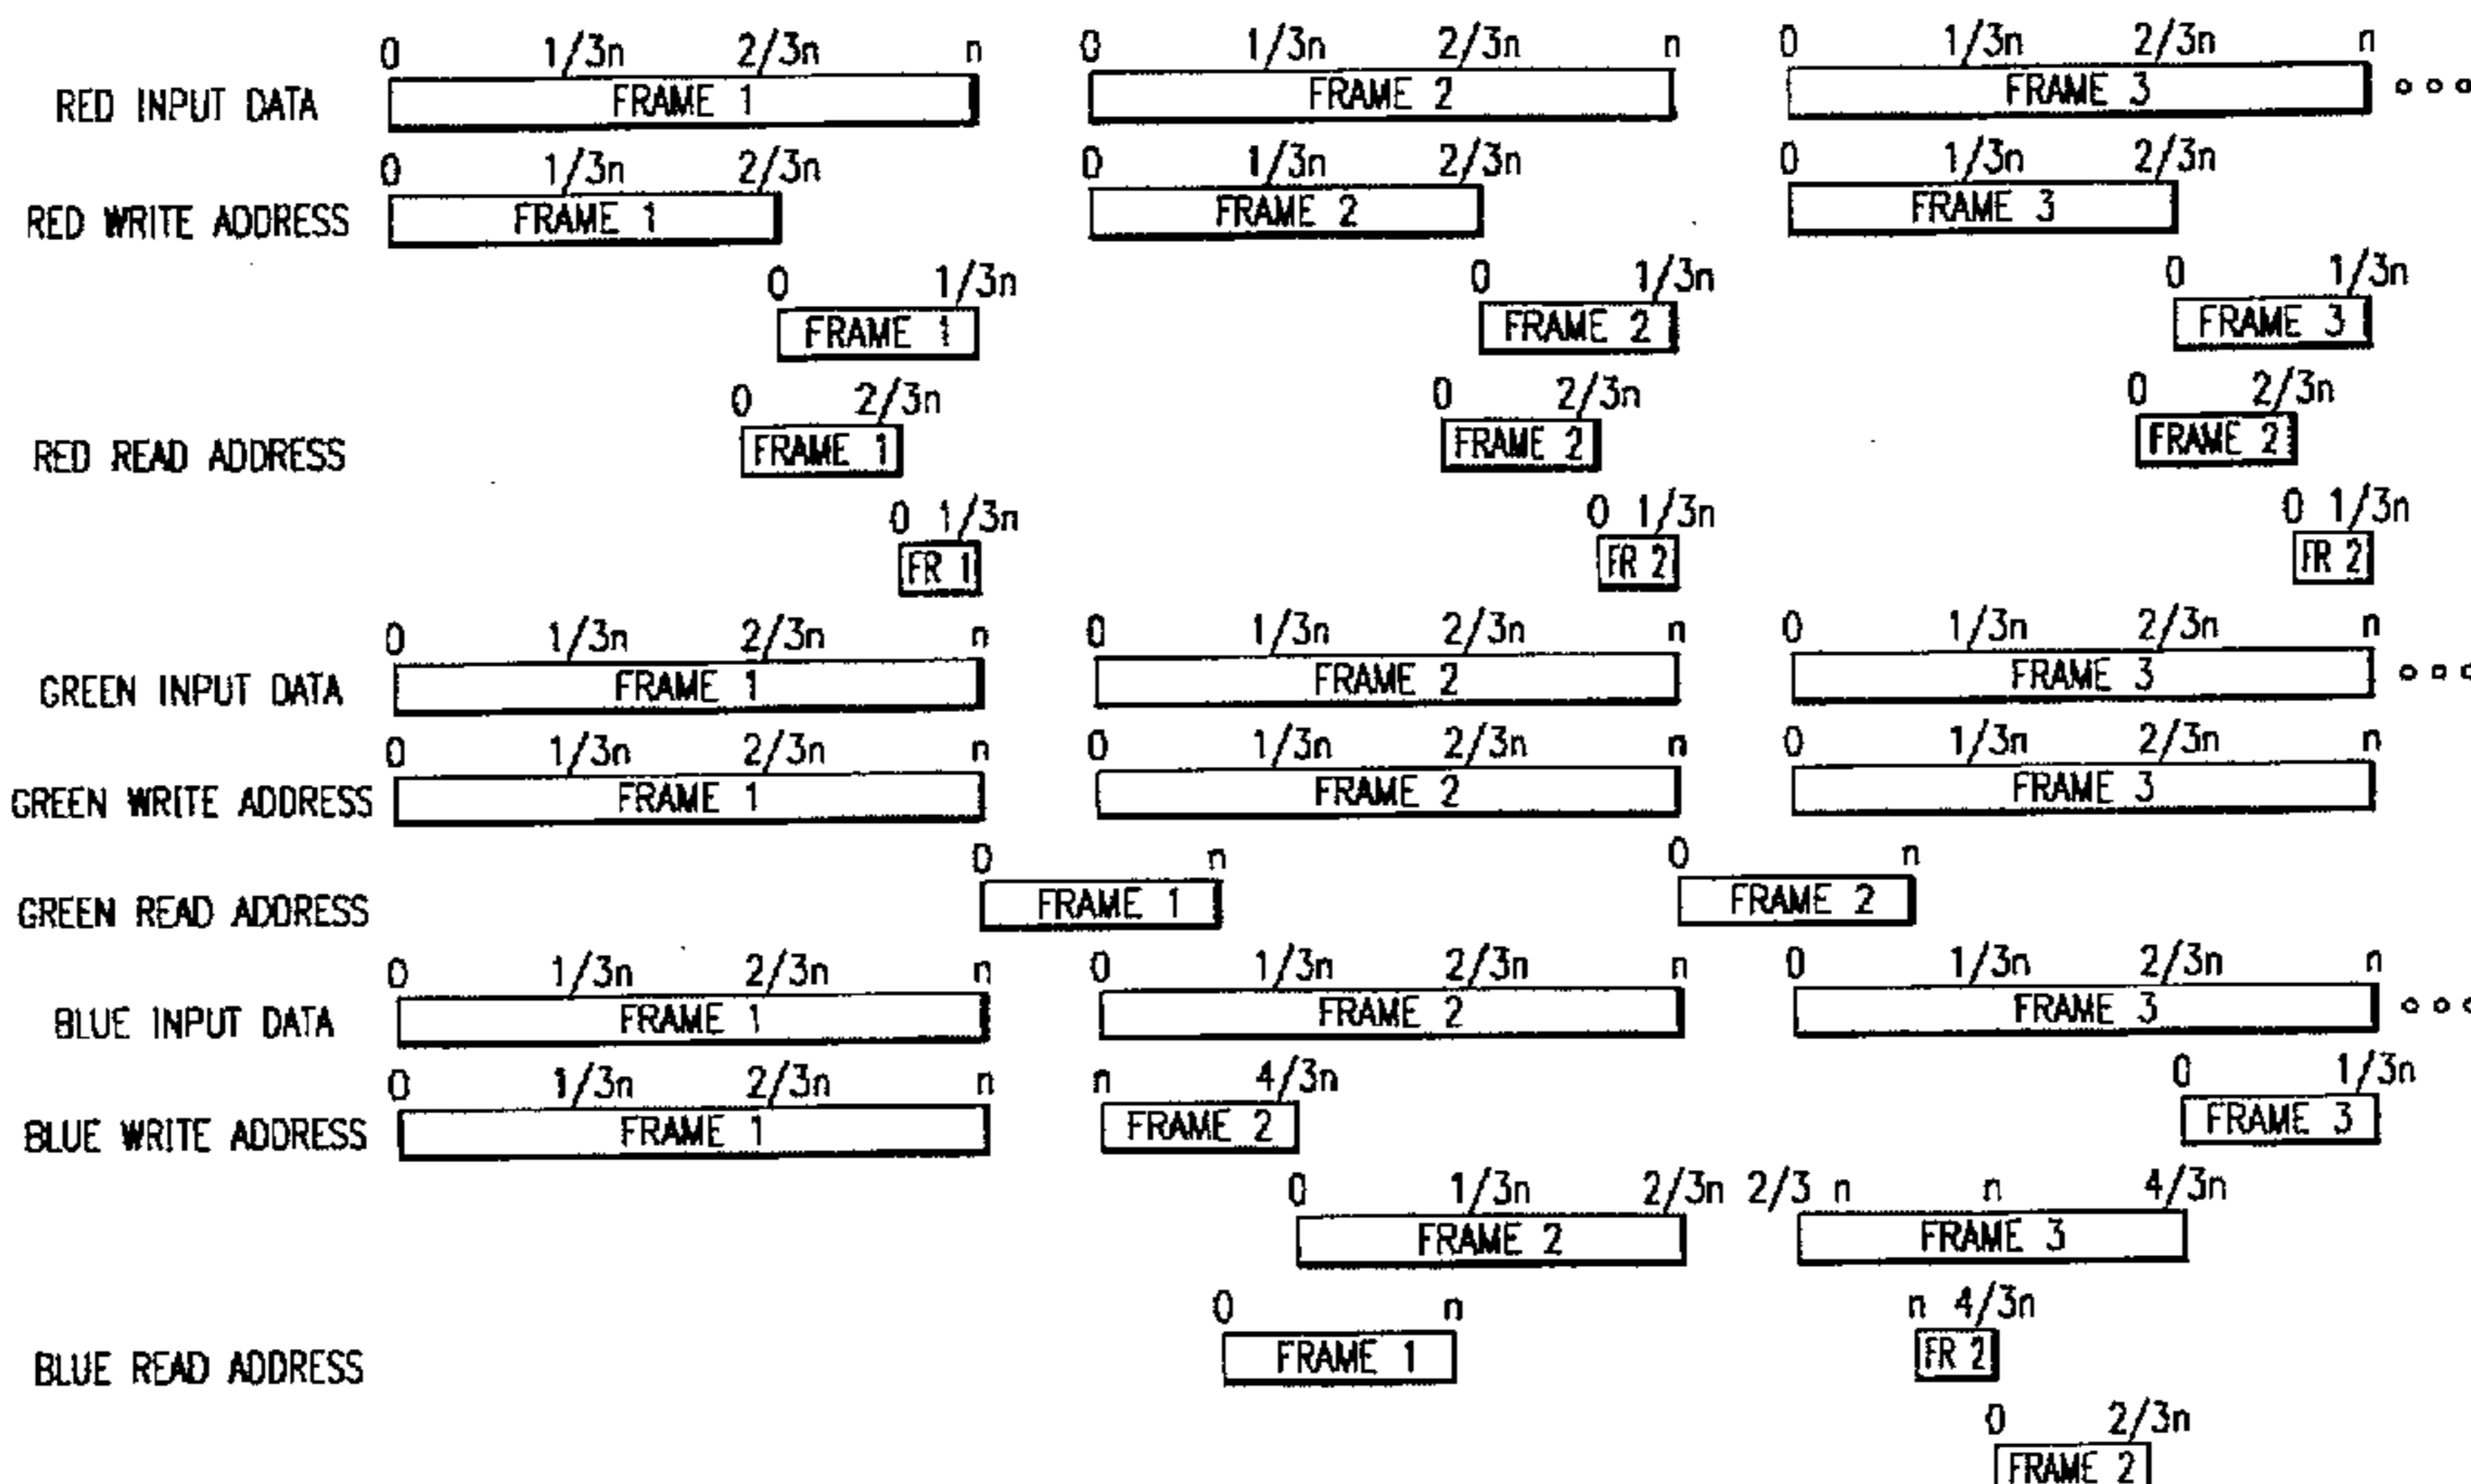 0 1/3n 2/3n n 0 1/3n 2/3n n 0 1/3n 2/3n n
RED INPUT DATA FRAME 1 FRAME 2 FRAME 3
0 1/3n 2/3n 0 1/3n 2/3n 0 1/3n 2/3n
RED WRITE ADDRESS FRAME 1 FRAME 2 FRAME 3
0 1/3n 0 1/3n 0 1/3n
FRAME 1 FRAME 2 FRAME 3
0 2/3n 0 2/3n 0 2/3n
RED READ ADDRESS FRAME 1 FRAME 2 FRAME 2
0 1/3n 0 1/3n 0 1/3n
FR 1 FR 2 FR 2
0 1/3n 2/3n n 0 1/3n 2/3n n 0 1/3n 2/3n n
GREEN INPUT DATA FRAME 1 FRAME 2 FRAME 3
0 1/3n 2/3n n 0 1/3n 2/3n n 0 1/3n 2/3n n
GREEN WRITE ADDRESS FRAME 1 FRAME 2 FRAME 3
0 n 0 n
GREEN READ ADDRESS FRAME 1 FRAME 2
0 1/3n 2/3n n 0 1/3n 2/3n n 0 1/3n 2/3n n
BLUE INPUT DATA FRAME 1 FRAME 2 FRAME 3
0 1/3n 2/3n n n 4/3n 0 1/3n
BLUE WRITE ADDRESS FRAME 1 FRAME 2 FRAME 3
0 1/3n 2/3n 2/3 n n 4/3n
FRAME 2 FRAME 3
0 n n 4/3n
BLUE READ ADDRESS FRAME 1 FR 2
0 2/3n
FRAME 2